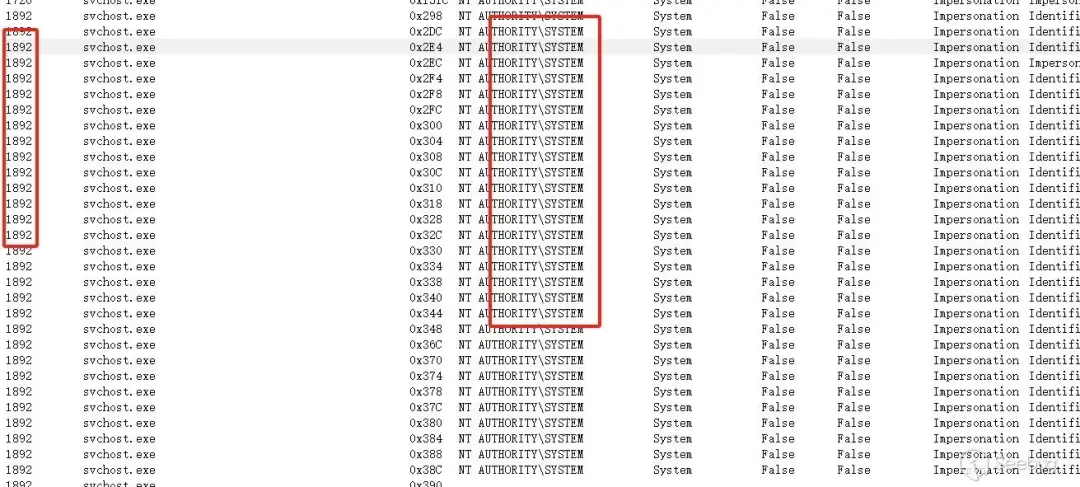 svchost.exe NT AUTHORITY\SYSTEM System False False Impersonation
1892 svchost.exe 0x298 NT AUTHORITY\SYSTEM System False False Impersonation Identifi
1892 svchost.exe 0x2DC NT AUTHORITY\SYSTEM System False False Impersonation Identifi
1892 svchost.exe 0x2E4 NT AUTHORITY\SYSTEM System False False Impersonation Identifi
1892 svchost.exe 0x2EC NT AUTHORITY\SYSTEM System False False Impersonation Imperson
1892 svchost.exe 0x2F4 NT AUTHORITY\SYSTEM System False False Impersonation Identifi
1892 svchost.exe 0x2F8 NT AUTHORITY\SYSTEM System False False Impersonation Identifi
1892 svchost.exe 0x2FC NT AUTHORITY\SYSTEM System False False Impersonation Identifi
1892 svchost.exe 0x300 NT AUTHORITY\SYSTEM System False False Impersonation Identifi
1892 svchost.exe 0x304 NT AUTHORITY\SYSTEM System False False Impersonation Identifi
1892 svchost.exe 0x308 NT AUTHORITY\SYSTEM System False False Impersonation Identifi
1892 svchost.exe 0x30C NT AUTHORITY\SYSTEM System False False Impersonation Identifi
1892 svchost.exe 0x310 NT AUTHORITY\SYSTEM System False False Impersonation Identifi
1892 svchost.exe 0x318 NT AUTHORITY\SYSTEM System False False Impersonation Identifi
1892 svchost.exe 0x328 NT AUTHORITY\SYSTEM System False False Impersonation Identifi
1892 svchost.exe 0x32C NT AUTHORITY\SYSTEM System False False Impersonation Identifi
1892 svchost.exe 0x330 NT AUTHORITY\SYSTEM System False False Impersonation Identifi
1892 svchost.exe 0x334 NT AUTHORITY\SYSTEM System False False Impersonation Identifi
1892 svchost.exe 0x338 NT AUTHORITY\SYSTEM System False False Impersonation Identifi
1892 svchost.exe 0x340 NT AUTHORITY\SYSTEM System False False Impersonation Identifi
1892 svchost.exe 0x344 NT AUTHORITY\SYSTEM System False False Impersonation Identifi
1892 svchost.exe 0x348 NT AUTHORITY\SYSTEM System False False Impersonation Identifi
1892 svchost.exe 0x36C NT AUTHORITY\SYSTEM System False False Impersonation Identifi
1892 svchost.exe 0x370 NT AUTHORITY\SYSTEM System False False Impersonation Identifi
1892 svchost.exe 0x374 NT AUTHORITY\SYSTEM System False False Impersonation Identifi
1892 svchost.exe 0x378 NT AUTHORITY\SYSTEM System False False Impersonation Identifi
1892 svchost.exe 0x37C NT AUTHORITY\SYSTEM System False False Impersonation Identifi
1892 svchost.exe 0x380 NT AUTHORITY\SYSTEM System False False Impersonation Identifi
1892 svchost.exe 0x384 NT AUTHORITY\SYSTEM System False False Impersonation Identifi
1892 svchost.exe 0x388 NT AUTHORITY\SYSTEM System False False Impersonation Identifi
1892 svchost.exe 0x38C NT AUTHORITY\SYSTEM System False False Impersonation Identifi
1892 svchost.exe 0x390